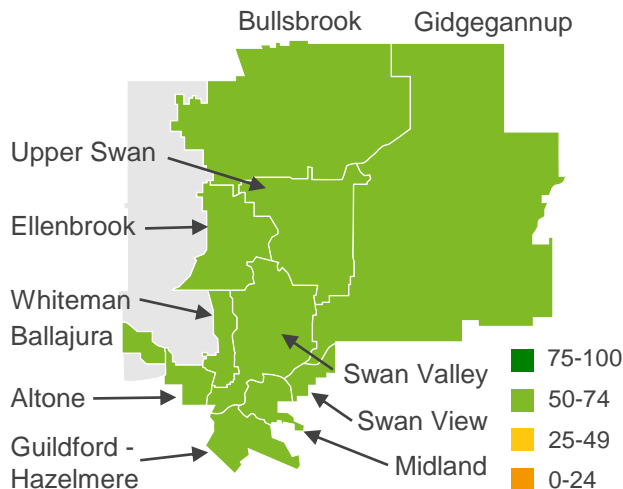 Bullsbrook
Gidgegannup
Upper Swan
Ellenbrook
Whiteman
Ballajura
Altone
Guildford -
Hazelmere
Swan Valley
Swan View
Midland
75-100
50-74
25-49
0-24